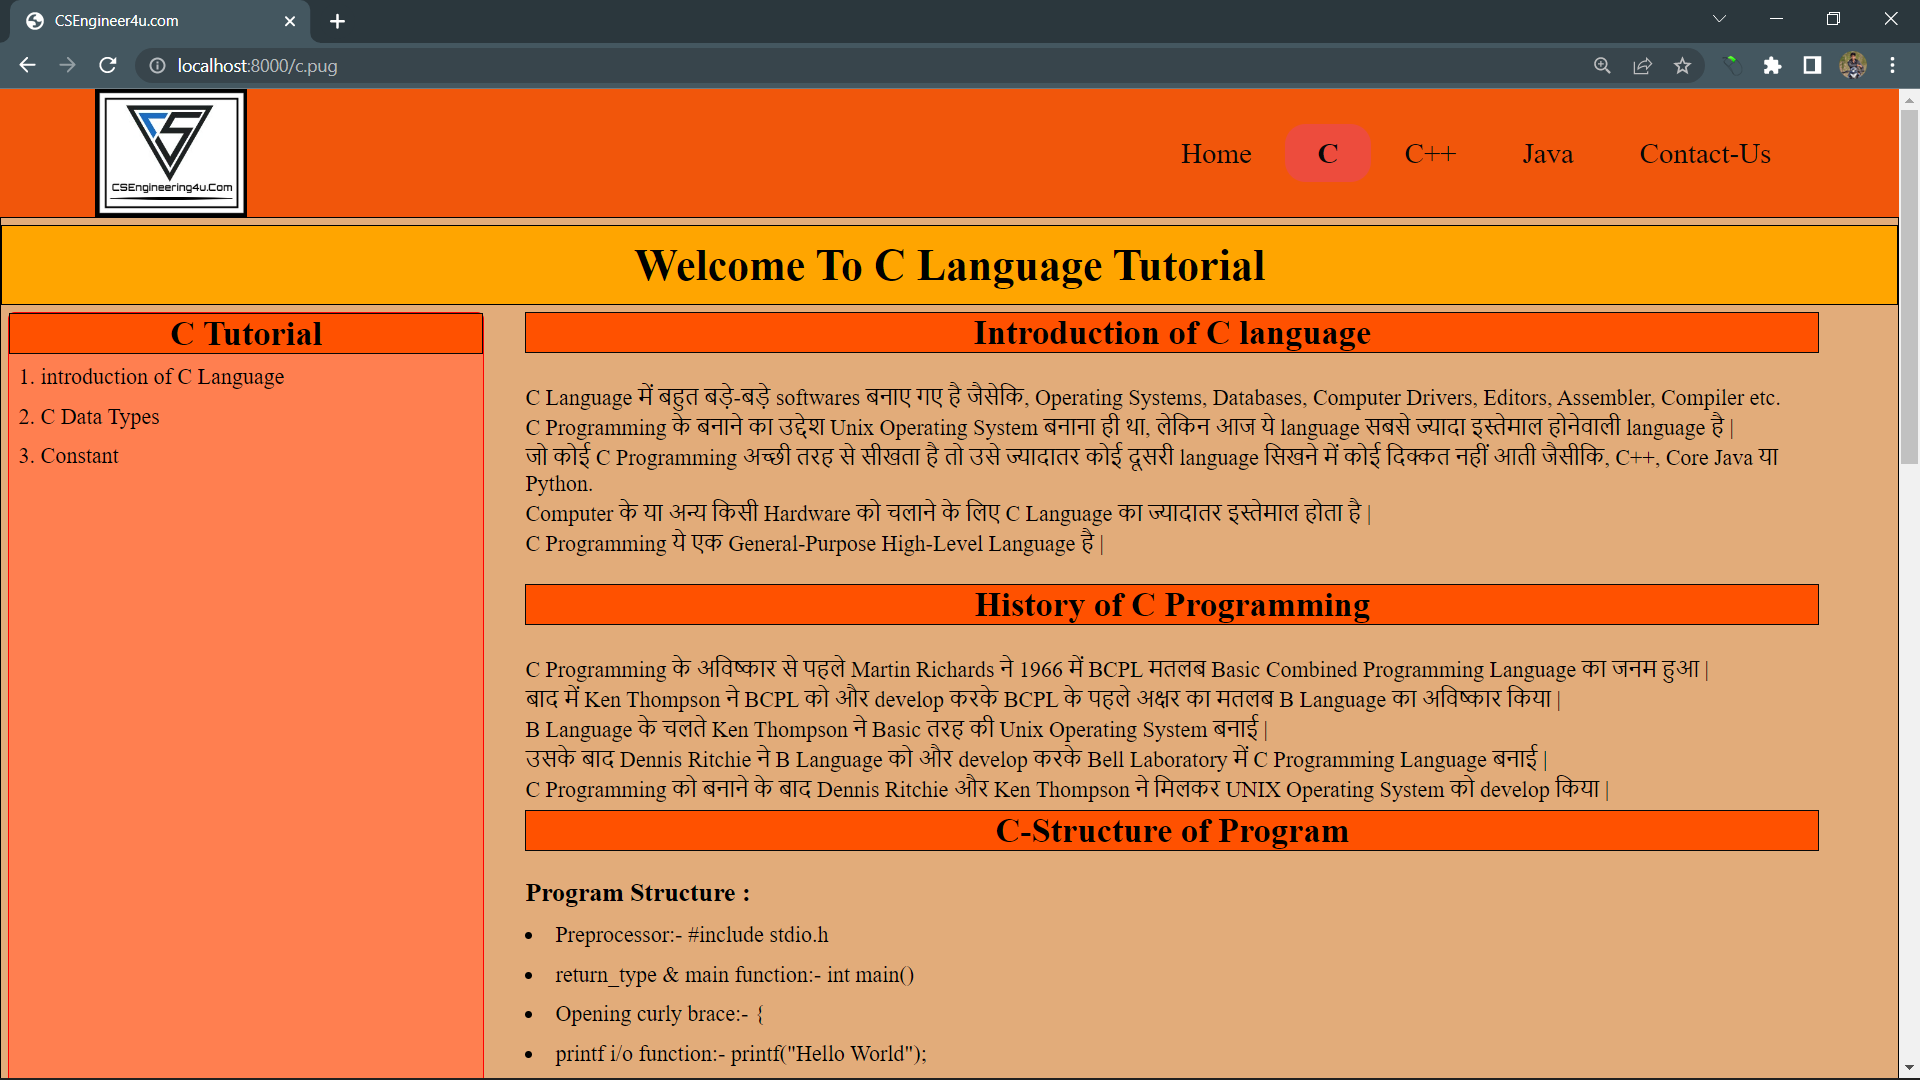 CSEngineer4u.com
localhost:8000/c.pug
CSEngineering4u.Com
Home C C++ Java Contact-Us
Welcome To C Language Tutorial
C Tutorial
1. introduction of C Language
2. C Data Types
3. Constant
Introduction of C language
C Language में बहुत बड़े-बड़े softwares बनाए गए है जैसेकि, Operating Systems, Databases, Computer Drivers, Editors, Assembler, Compiler etc.
C Programming के बनाने का उद्देश Unix Operating System बनाना ही था, लेकिन आज ये language सबसे ज्यादा इस्तेमाल होनेवाली language है |
जो कोई C Programming अच्छी तरह से सीखता है तो उसे ज्यादातर कोई दूसरी language सिखने में कोई दिक्कत नहीं आती जैसीकि, C++, Core Java या
Python.
Computer के या अन्य किसी Hardware को चलाने के लिए C Language का ज्यादातर इस्तेमाल होता है |
C Programming ये एक General-Purpose High-Level Language है |
History of C Programming
C Programming के अविष्कार से पहले Martin Richards ने 1966 में BCPL मतलब Basic Combined Programming Language का जनम हुआ |
बाद में Ken Thompson ने BCPL को और develop करके BCPL के पहले अक्षर का मतलब B Language का अविष्कार किया |
B Language के चलते Ken Thompson ने Basic तरह की Unix Operating System बनाई |
उसके बाद Dennis Ritchie ने B Language को और develop करके Bell Laboratory में C Programming Language बनाई |
C Programming को बनाने के बाद Dennis Ritchie और Ken Thompson ने मिलकर UNIX Operating System को develop किया |
C-Structure of Program
Program Structure :
• Preprocessor:- #include stdio.h
• return_type & main function:- int main()
• Opening curly brace:- {
• printf i/o function:- printf("Hello World");